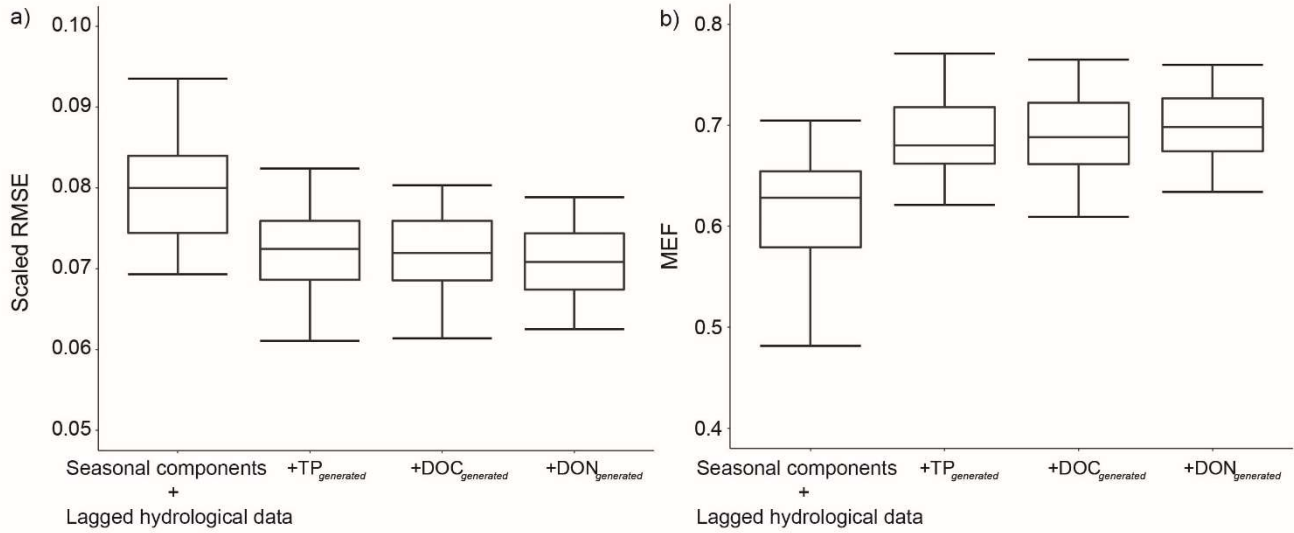 a)
0.10
0.09
0.08
0.07
0.06
0.05
Scaled RMSE
Seasonal components
+
Lagged hydrological data
+TPgenerated
+DOCgenerated
+DONgenerated
b)
0.8
0.7
0.6
0.5
0.4
MEF
Seasonal components
+
Lagged hydrological data
+TPgenerated
+DOCgenerated
+DONgenerated